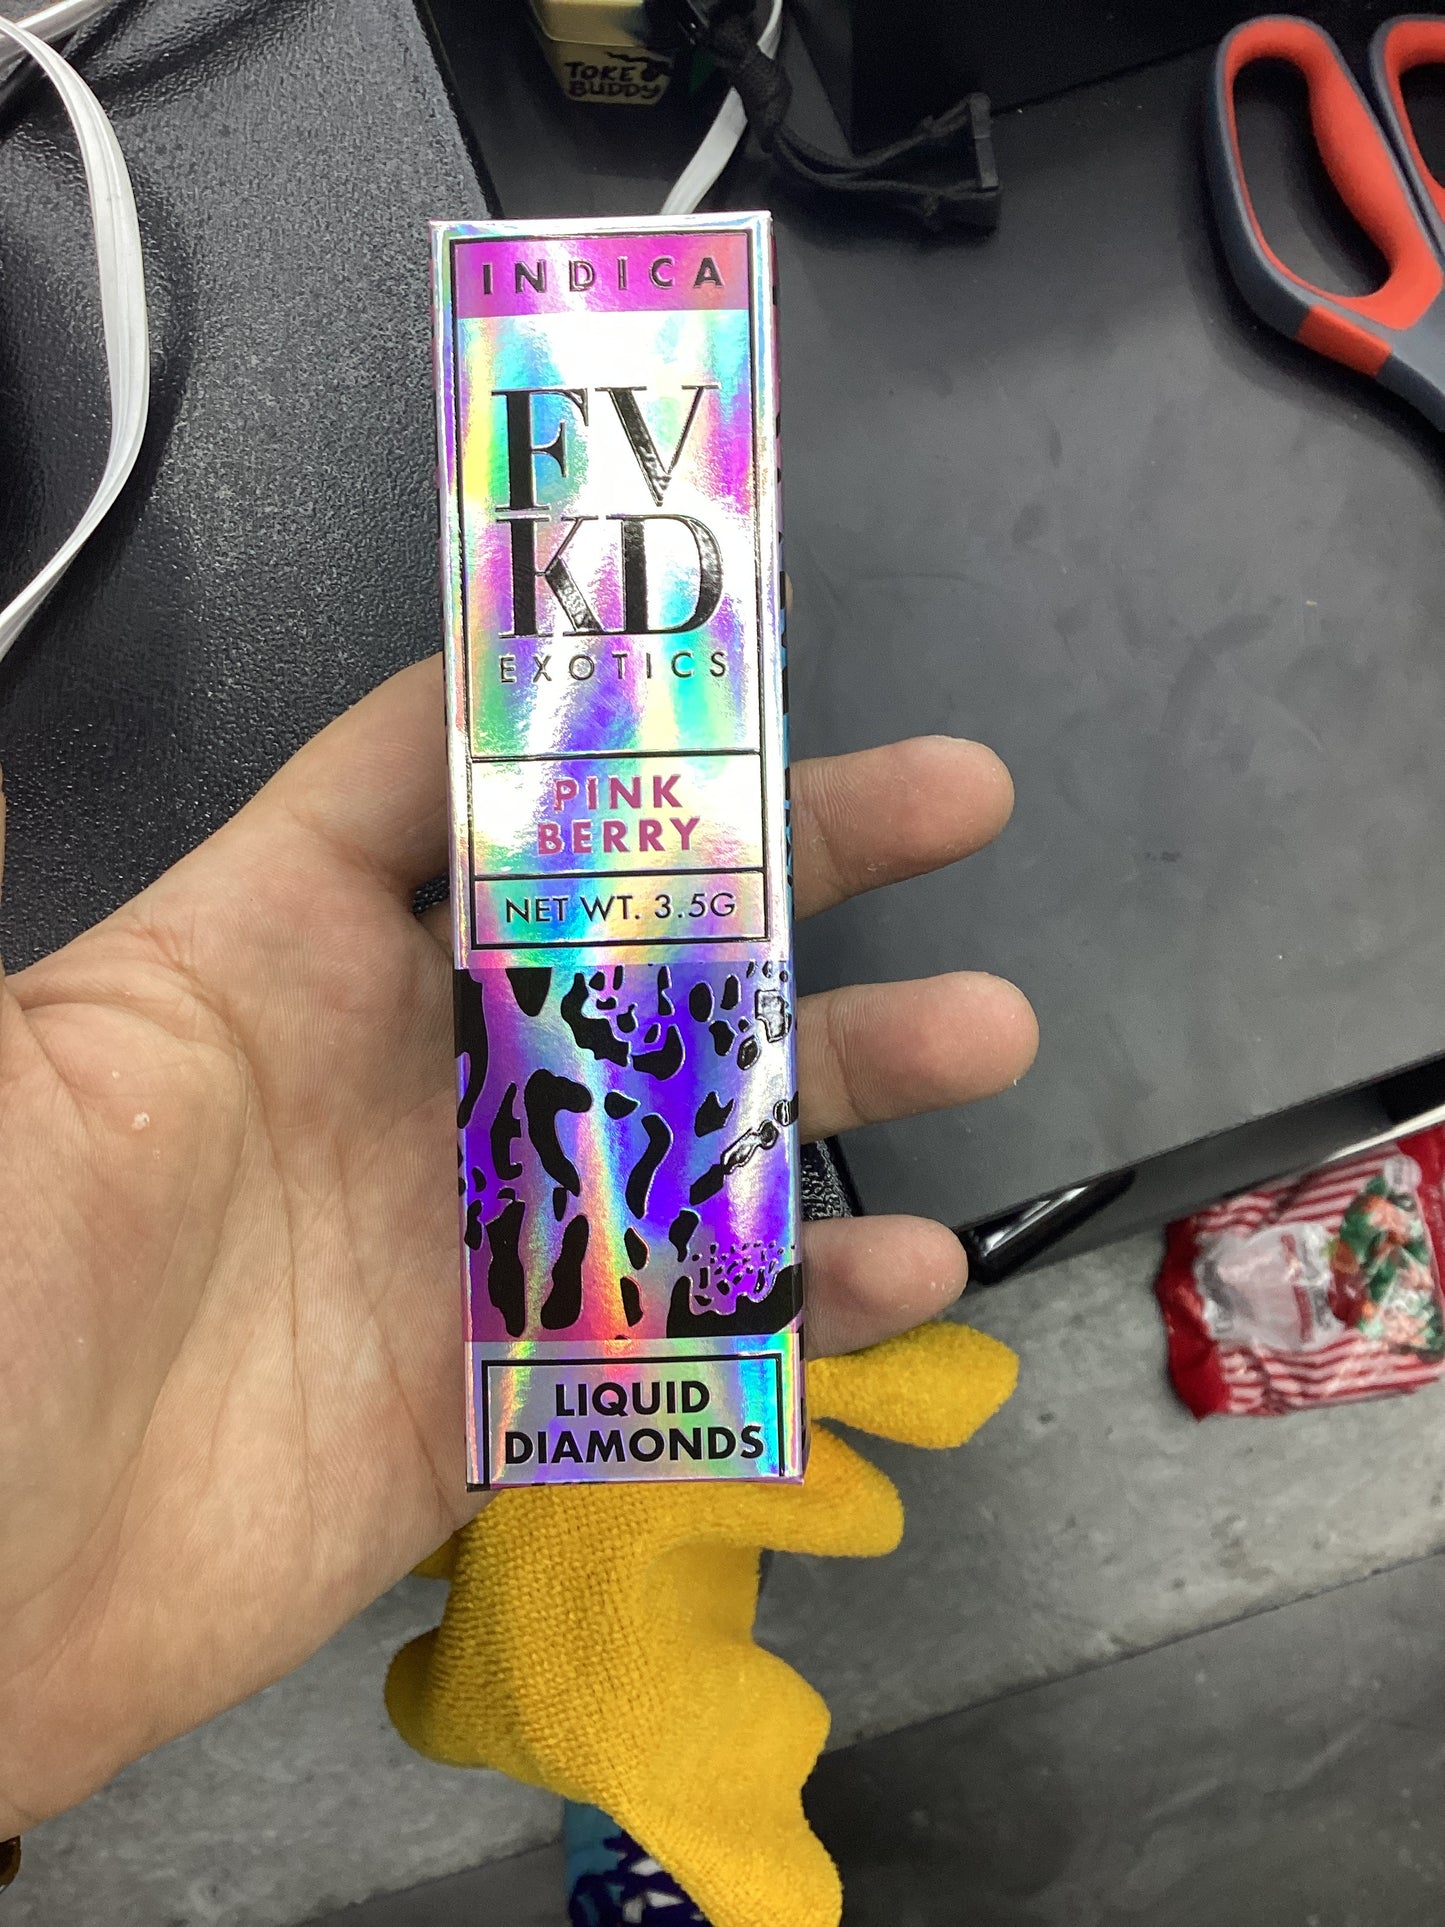 TOKE
BUDDY
INDICA
FV
KD
EXOTICS
PINK
BERRY
NET WT. 3.5G
LIQUID
DIAMONDS